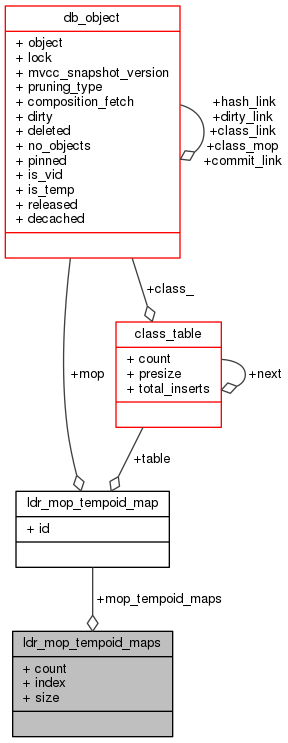 db_object
+ object
+ lock
+ mvcc_snapshot_version
+ pruning_type
+ composition_fetch
+ dirty
+ deleted
+ no_objects
+ pinned
+ is_vid
+ is_temp
+ released
+ decached
+hash_link
+dirty_link
+class_link
+class_mop
+commit_link
+class_
class_table
+ count
+ presize
+ total_inserts
+next
+mop
+table
ldr_mop_tempoid_map
+ id
+mop_tempoid_maps
ldr_mop_tempoid_maps
+ count
+ index
+ size